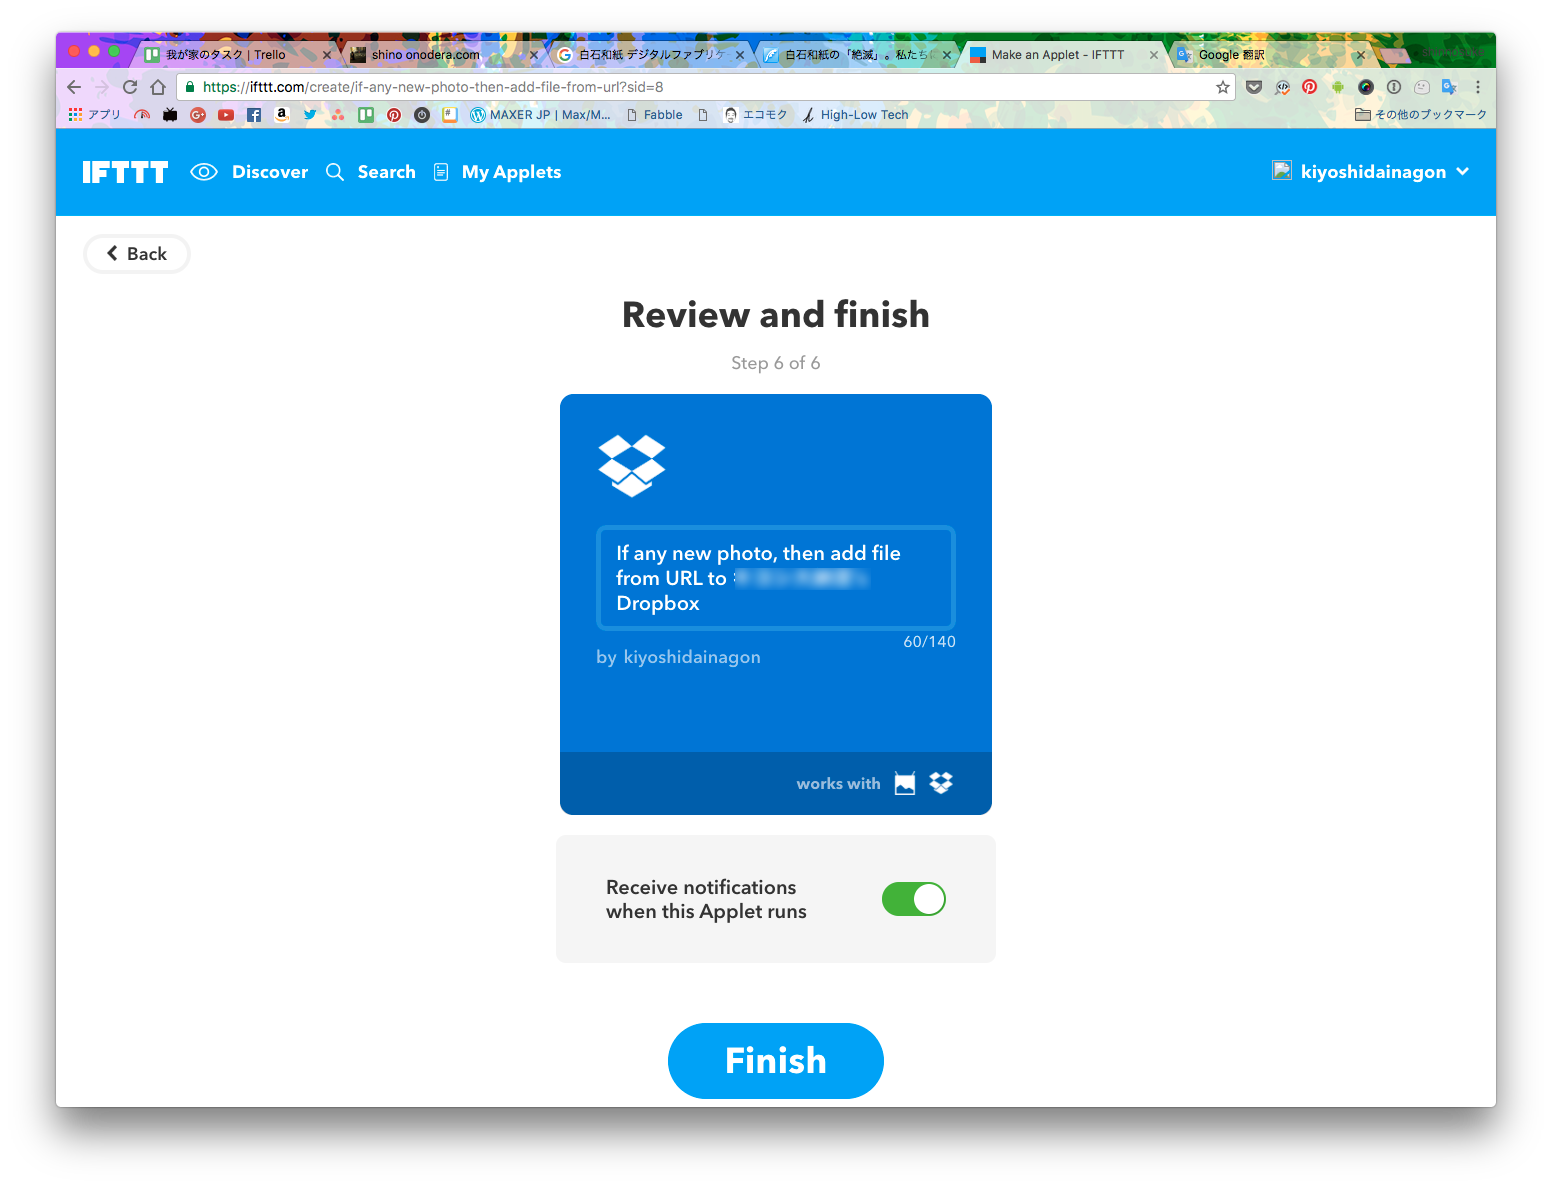 我が家のタスク | Trello
shino onodera.com
白石和紙 デジタルファブリケ
白石和紙の「絶滅」。私たちに
Make an Applet - IFTTT
Google 翻訳
https://ifttt.com/create/if-any-new-photo-then-add-file-from-url?sid=8
アプリ
MAXER JP | Max/M...
Fabble
エコモク
High-Low Tech
その他のブックマーク
IFTTT
Discover
Search
My Applets
kiyoshidainagon
Back
Review and finish
Step 6 of 6
If any new photo, then add file
from URL to
Dropbox
60/140
by kiyoshidainagon
works with
Receive notifications
when this Applet runs
Finish